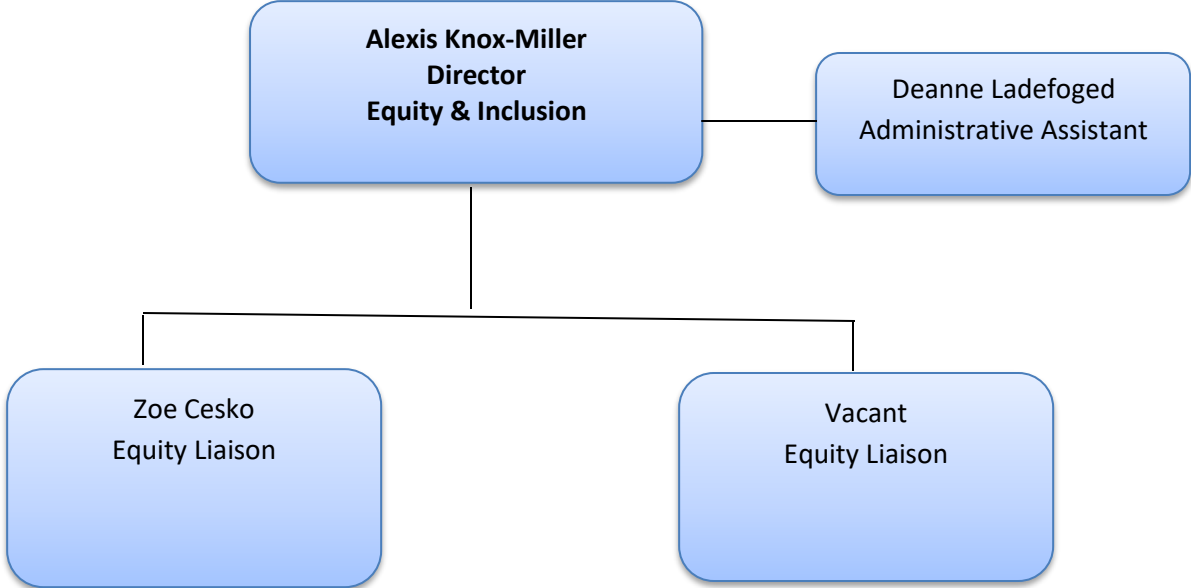 Alexis Knox-Miller
Director
Equity & Inclusion
Deanne Ladefoged
Administrative Assistant
Zoe Cesko
Equity Liaison
Vacant
Equity Liaison